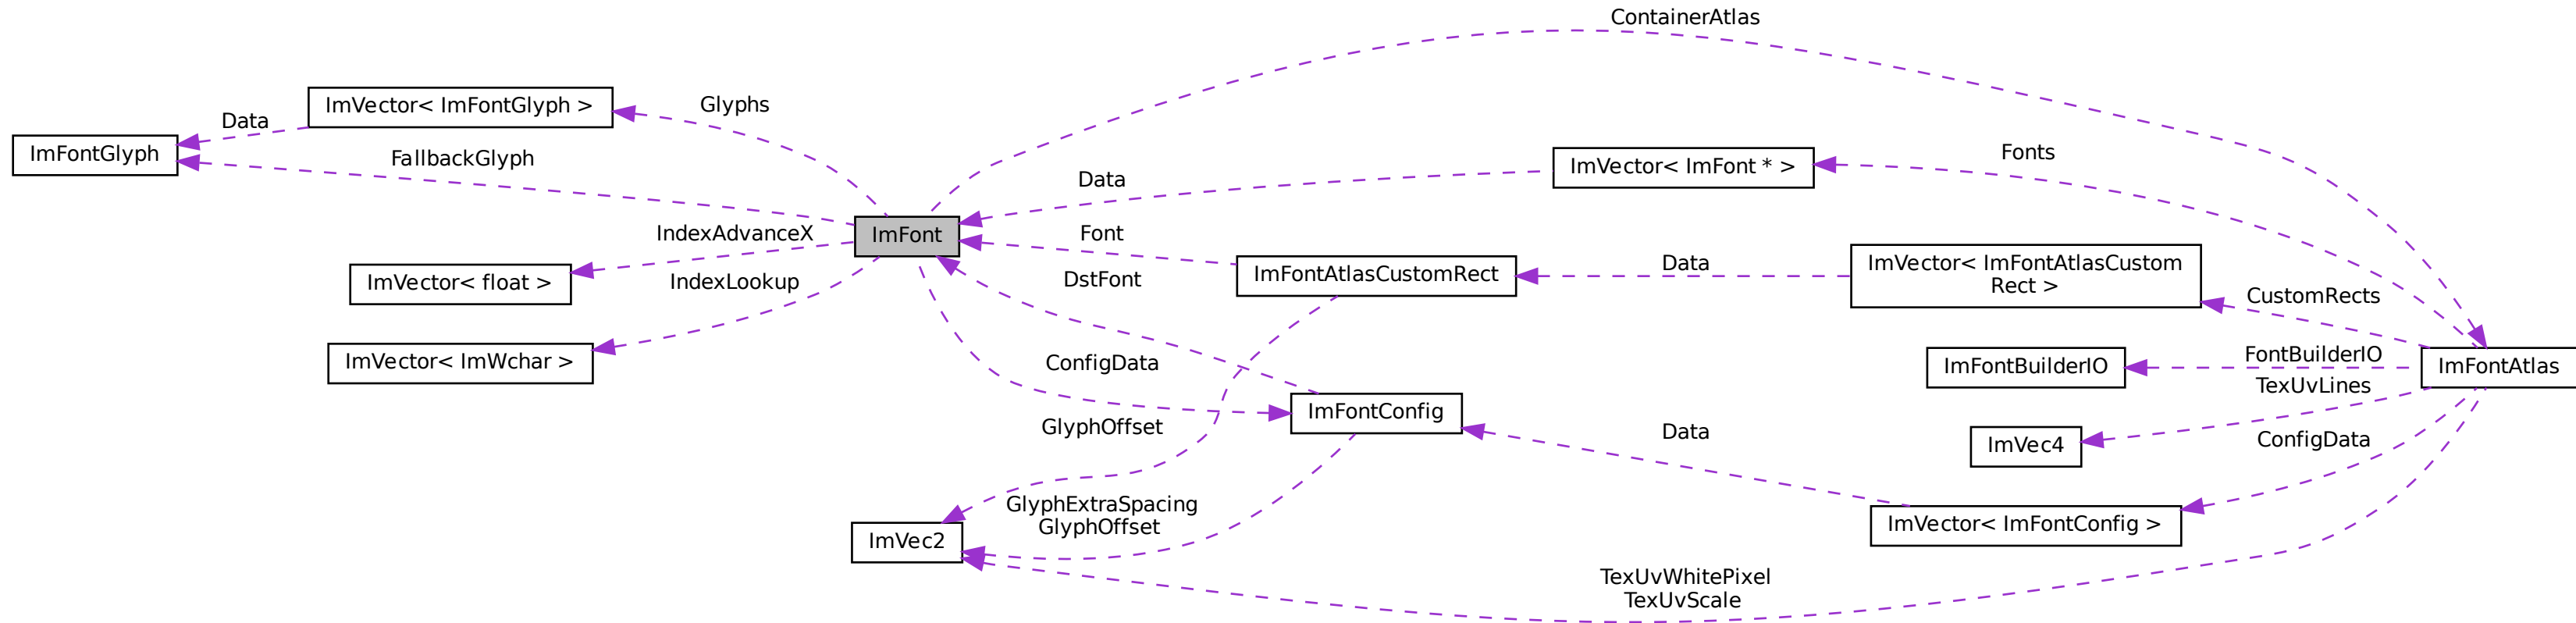 ContainerAtlas
ImVector< ImFontGlyph >
Glyphs
Data
ImFontGlyph
FallbackGlyph
ImVector< ImFont * >
Fonts
Data
IndexAdvanceX
ImFont
Font
ImVector< float >
IndexLookup
DstFont
ImFontAtlasCustomRect
Data
ImVector< ImFontAtlasCustom
Rect >
CustomRects
ImVector< ImWchar >
ConfigData
ImFontBuilderIO
FontBuilderIO
ImFontAtlas
TexUvLines
GlyphOffset
ImFontConfig
Data
ImVec4
ConfigData
GlyphExtraSpacing
GlyphOffset
ImVec2
ImVector< ImFontConfig >
TexUvWhitePixel
TexUvScale